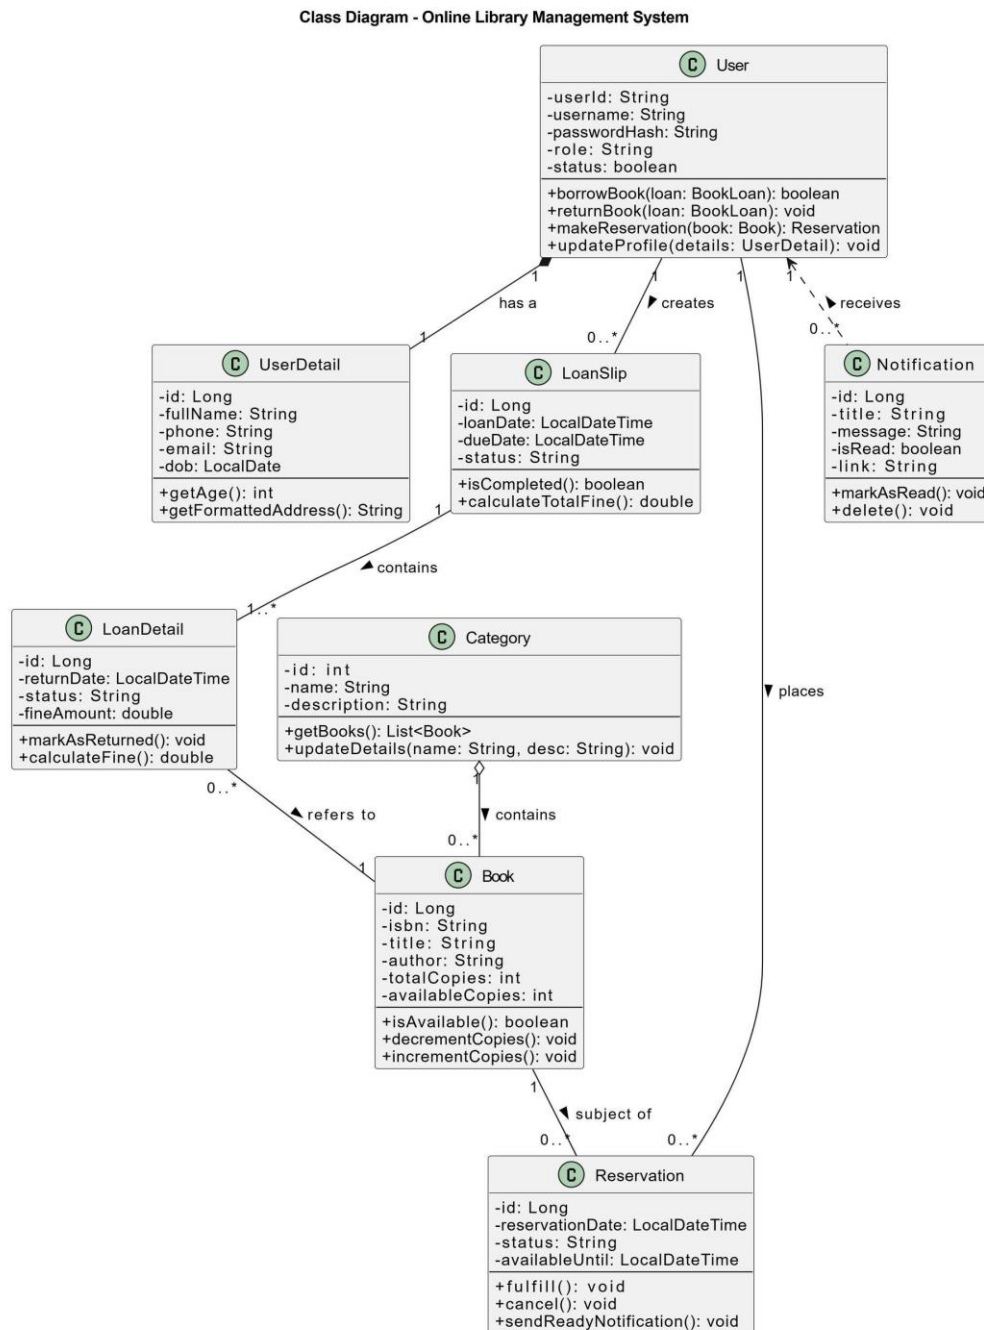 Class Diagram - Online Library Management System
C User
-userId: String
-username: String
-passwordHash: String
-role: String
-status: boolean
+borrowBook(loan: BookLoan): boolean
+returnBook(loan: BookLoan): void
+makeReservation(book: Book): Reservation
+updateProfile(details: UserDetail): void
1
1
1
1
has a
creates
receives
1
0..*
0..*
C UserDetail
-id: Long
-fullName: String
-phone: String
-email: String
-dob: LocalDate
+getAge(): int
+getFormattedAddress(): String
C LoanSlip
-id: Long
-loanDate: LocalDateTime
-dueDate: LocalDateTime
-status: String
+isCompleted(): boolean
+calculateTotalFine(): double
C Notification
-id: Long
-title: String
-message: String
-isRead: boolean
-link: String
+markAsRead(): void
+delete(): void
1
contains
1..*
C LoanDetail
-id: Long
-returnDate: LocalDateTime
-status: String
-fineAmount: double
+markAsReturned(): void
+calculateFine(): double
C Category
-id: int
-name: String
-description: String
+getBooks(): List<Book>
+updateDetails(name: String, desc: String): void
places
0..*
1
refers to
contains
1
0..*
C Book
-id: Long
-isbn: String
-title: String
-author: String
-totalCopies: int
-availableCopies: int
+isAvailable(): boolean
+decrementCopies(): void
+incrementCopies(): void
1
subject of
0..*
0..*
C Reservation
-id: Long
-reservationDate: LocalDateTime
-status: String
-availableUntil: LocalDateTime
+fulfill(): void
+cancel(): void
+sendReadyNotification(): void